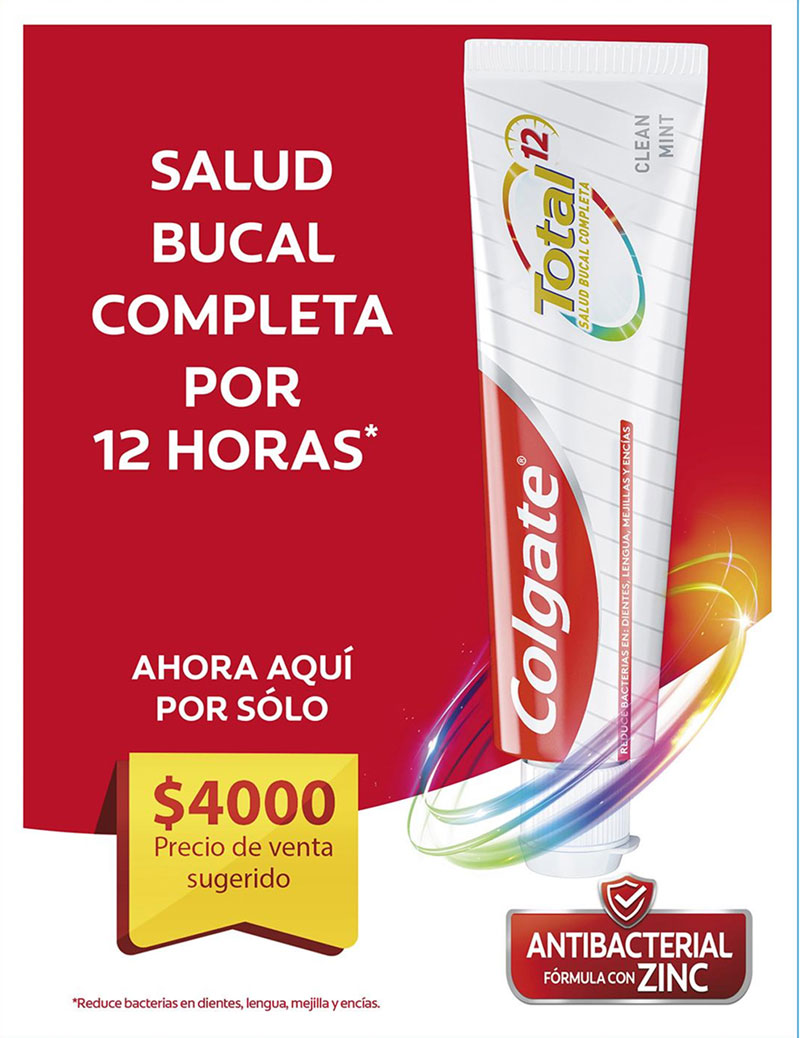 SALUD
BUCAL
COMPLETA
POR
12 HORAS*
AHORA AQUÍ
POR SÓLO
$4000
Precio de venta
sugerido
*Reduce bacterias en dientes, lengua, mejilla y encías.
CLEAN
MINT
Total 12
SALUD BUCAL COMPLETA
Colgate®
REDUCE BACTERIAS EN: DIENTES, LENGUA, MEJILLAS Y ENCÍAS
ANTIBACTERIAL
FÓRMULA CON ZINC